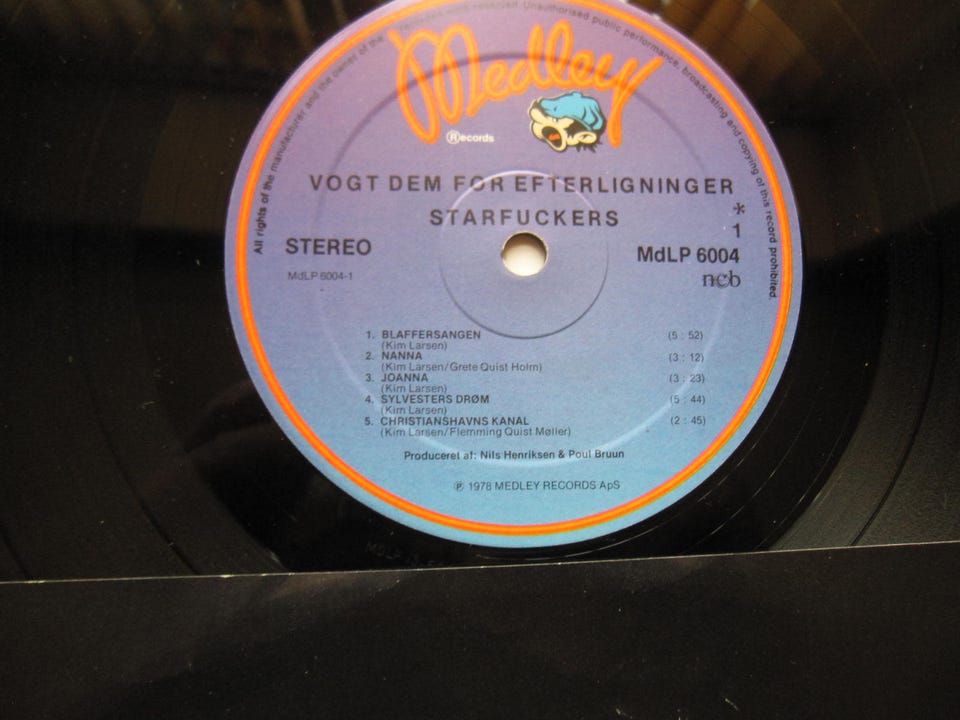 All rights of the manufacturer and the owner of the recorded work reserved. Unauthorised public performance, broadcasting and copying of this record prohibited.
Medley
Records
VOGT DEM FOR EFTERLIGNINGER
STARFUCKERS
*
1
STEREO
MdLP 6004
MdLP 6004-1
ncb
1. BLAFFERSANGEN (5 : 52)
(Kim Larsen)
2. NANNA (3 : 12)
(Kim Larsen/Grete Quist Holm)
3. JOANNA (3 : 23)
(Kim Larsen)
4. SYLVESTERS DRØM (5 : 44)
(Kim Larsen)
5. CHRISTIANSHAVNS KANAL (2 : 45)
(Kim Larsen/Flemming Quist Møller)
Produceret af: Nils Henriksen & Poul Bruun
℗ 1978 MEDLEY RECORDS ApS